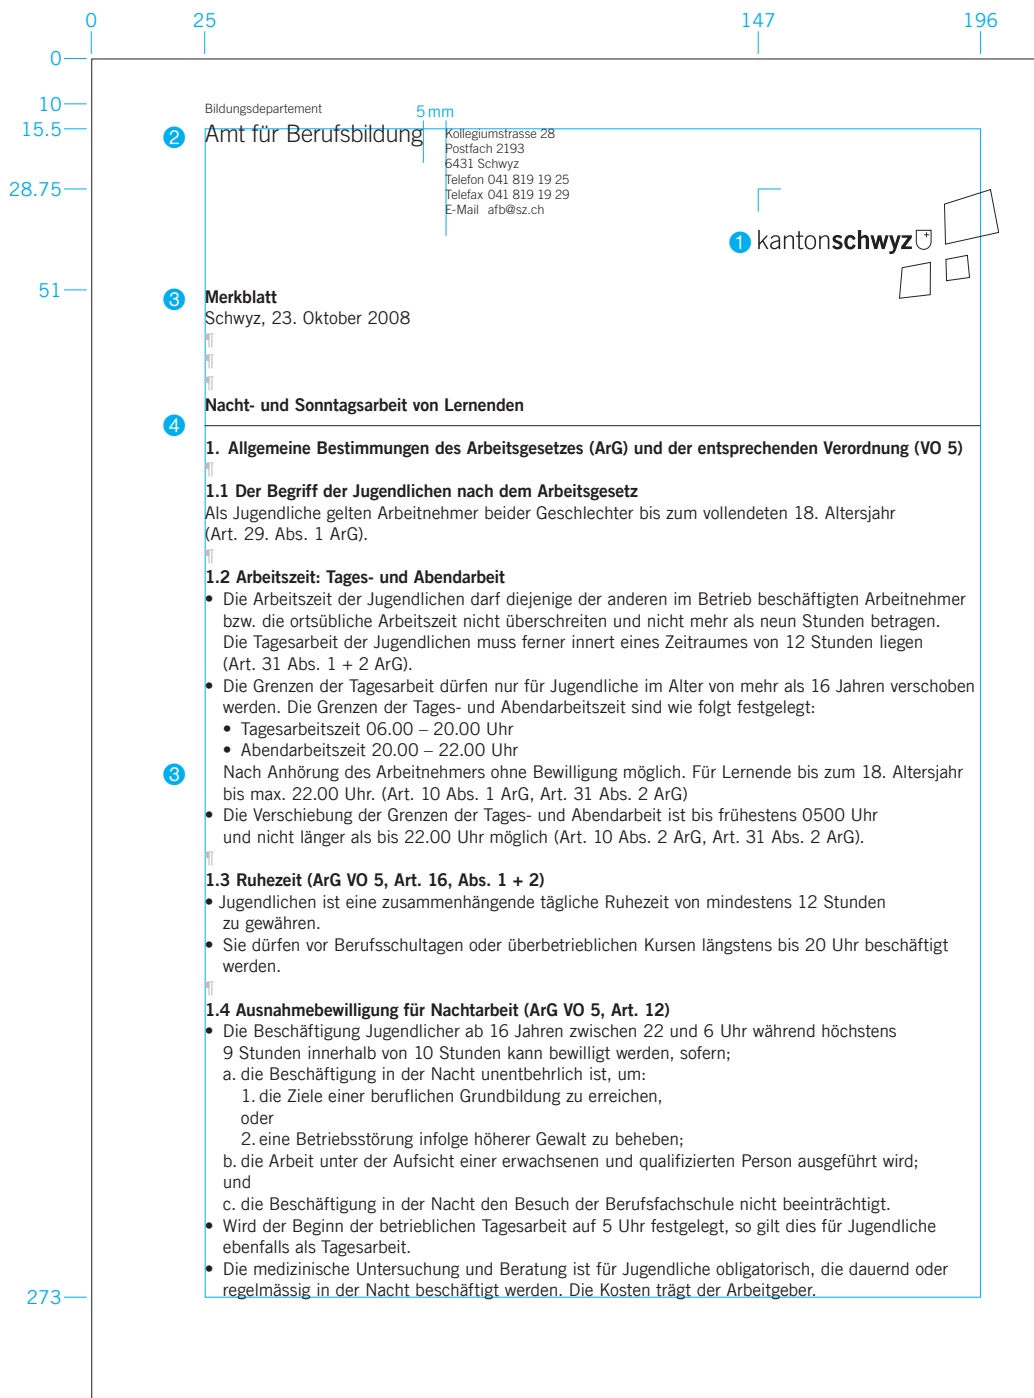 0 25 147 196
0
10
15.5
28.75
51
273
Bildungsdepartement
5 mm
2 Amt für Berufsbildung
Kollegiumstrasse 28
Postfach 2193
6431 Schwyz
Telefon 041 819 19 25
Telefax 041 819 19 29
E-Mail afb@sz.ch
1 kantonschwyz
3 Merkblatt
Schwyz, 23. Oktober 2008
¶
¶
¶
Nacht- und Sonntagsarbeit von Lernenden
4
1. Allgemeine Bestimmungen des Arbeitsgesetzes (ArG) und der entsprechenden Verordnung (VO 5)
¶
1.1 Der Begriff der Jugendlichen nach dem Arbeitsgesetz
Als Jugendliche gelten Arbeitnehmer beider Geschlechter bis zum vollendeten 18. Altersjahr
(Art. 29. Abs. 1 ArG).
¶
1.2 Arbeitszeit: Tages- und Abendarbeit
• Die Arbeitszeit der Jugendlichen darf diejenige der anderen im Betrieb beschäftigten Arbeitnehmer
bzw. die ortsübliche Arbeitszeit nicht überschreiten und nicht mehr als neun Stunden betragen.
Die Tagesarbeit der Jugendlichen muss ferner innert eines Zeitraumes von 12 Stunden liegen
(Art. 31 Abs. 1 + 2 ArG).
• Die Grenzen der Tagesarbeit dürfen nur für Jugendliche im Alter von mehr als 16 Jahren verschoben
werden. Die Grenzen der Tages- und Abendarbeitszeit sind wie folgt festgelegt:
• Tagesarbeitszeit 06.00 – 20.00 Uhr
• Abendarbeitszeit 20.00 – 22.00 Uhr
3 Nach Anhörung des Arbeitnehmers ohne Bewilligung möglich. Für Lernende bis zum 18. Altersjahr
bis max. 22.00 Uhr. (Art. 10 Abs. 1 ArG, Art. 31 Abs. 2 ArG)
• Die Verschiebung der Grenzen der Tages- und Abendarbeit ist bis frühestens 0500 Uhr
und nicht länger als bis 22.00 Uhr möglich (Art. 10 Abs. 2 ArG, Art. 31 Abs. 2 ArG).
¶
1.3 Ruhezeit (ArG VO 5, Art. 16, Abs. 1 + 2)
• Jugendlichen ist eine zusammenhängende tägliche Ruhezeit von mindestens 12 Stunden
zu gewähren.
• Sie dürfen vor Berufsschultagen oder überbetrieblichen Kursen längstens bis 20 Uhr beschäftigt
werden.
¶
1.4 Ausnahmebewilligung für Nachtarbeit (ArG VO 5, Art. 12)
• Die Beschäftigung Jugendlicher ab 16 Jahren zwischen 22 und 6 Uhr während höchstens
9 Stunden innerhalb von 10 Stunden kann bewilligt werden, sofern;
a. die Beschäftigung in der Nacht unentbehrlich ist, um:
1. die Ziele einer beruflichen Grundbildung zu erreichen,
oder
2. eine Betriebsstörung infolge höherer Gewalt zu beheben;
b. die Arbeit unter der Aufsicht einer erwachsenen und qualifizierten Person ausgeführt wird;
und
c. die Beschäftigung in der Nacht den Besuch der Berufsfachschule nicht beeinträchtigt.
• Wird der Beginn der betrieblichen Tagesarbeit auf 5 Uhr festgelegt, so gilt dies für Jugendliche
ebenfalls als Tagesarbeit.
• Die medizinische Untersuchung und Beratung ist für Jugendliche obligatorisch, die dauernd oder
regelmässig in der Nacht beschäftigt werden. Die Kosten trägt der Arbeitgeber.